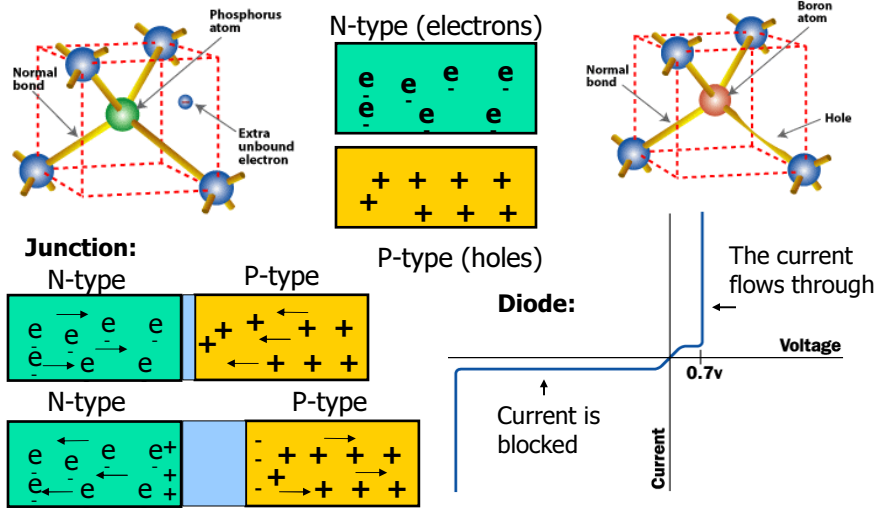 Phosphorus
atom
Normal
bond
Extra
unbound
electron
N-type (electrons)
e e e e
- - - -
e e e
- - -
+ + + +
+ + + + +
P-type (holes)
Boron
atom
Normal
bond
Hole
Junction:
N-type
P-type
e e e e
- - - -
e e e
-
+ + + + +
+ + + + +
N-type
P-type
e e e e + 
- - - - +
e e e +
-
- + + + +
- +
- + + + +
Diode:
The current
flows through
Voltage
0.7v
Current is
blocked
Current